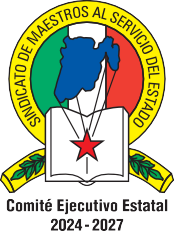 SINDICATO DE MAESTROS AL SERVICIO DEL ESTADO
Comité Ejecutivo Estatal
2024-2027